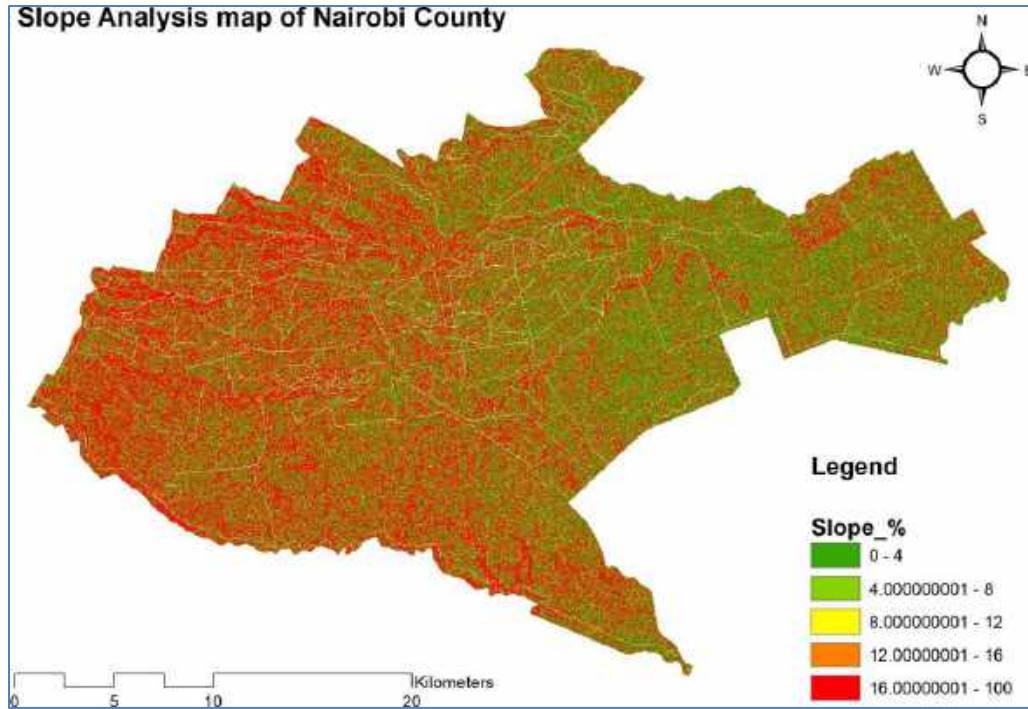 Slope Analysis map of Nairobi County
N
W E
S
Legend
Slope_%
0 - 4
4.000000001 - 8
8.000000001 - 12
12.00000001 - 16
16.00000001 - 100
Kilometers
0 5 10 20